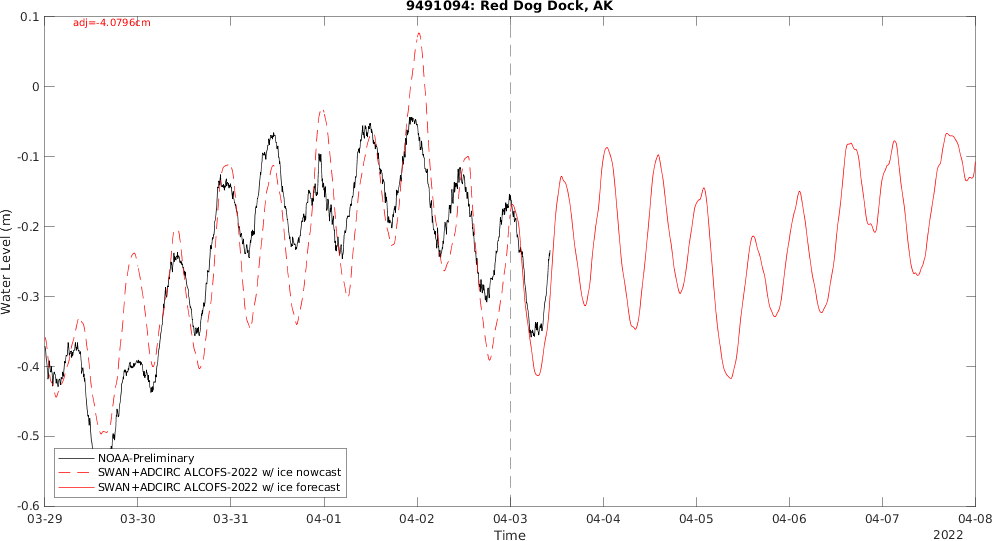 9491094: Red Dog Dock, AK
adj=-4.0796cm
0.1
0
-0.1
-0.2
-0.3
-0.4
-0.5
-0.6
Water Level (m)
NOAA-Preliminary
SWAN+ADCIRC ALCOFS-2022 w/ ice nowcast
SWAN+ADCIRC ALCOFS-2022 w/ ice forecast
03-29 03-30 03-31 04-01 04-02 04-03 04-04 04-05 04-06 04-07 04-08
Time
2022